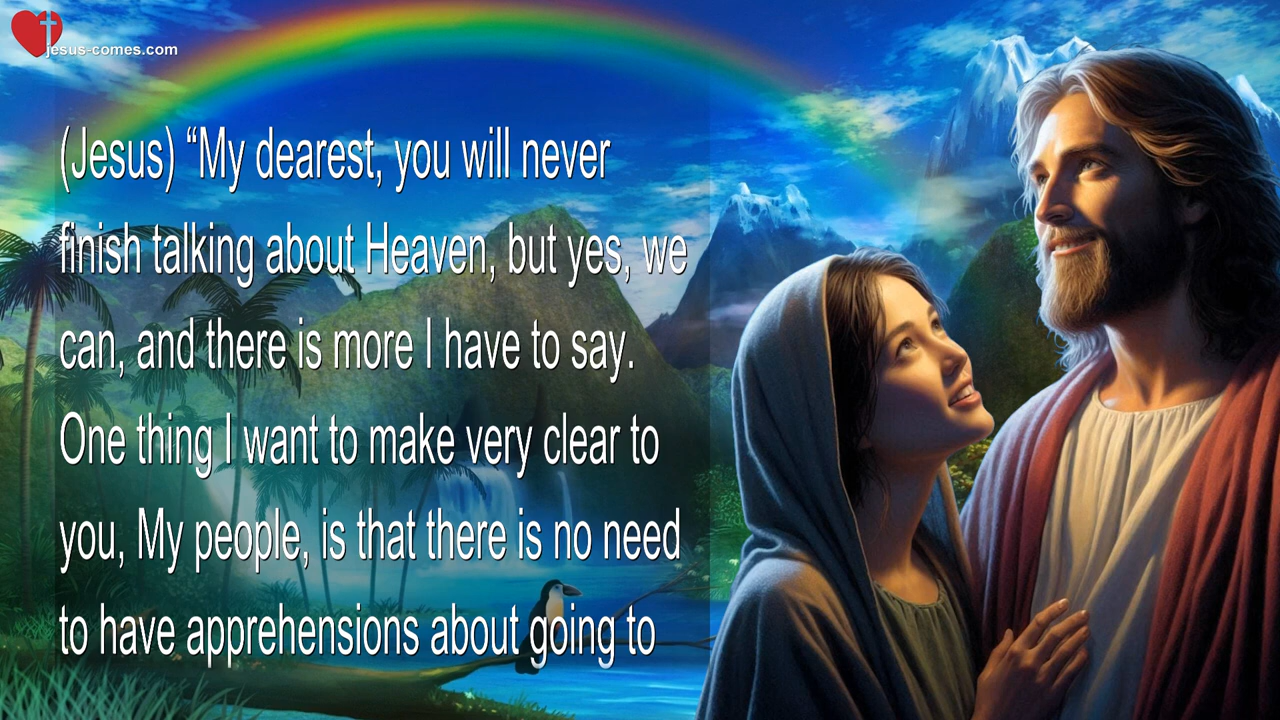 jesus-comes.com
(Jesus) “My dearest, you will never
finish talking about Heaven, but yes, we
can, and there is more I have to say.
One thing I want to make very clear to
you, My people, is that there is no need
to have apprehensions about going to